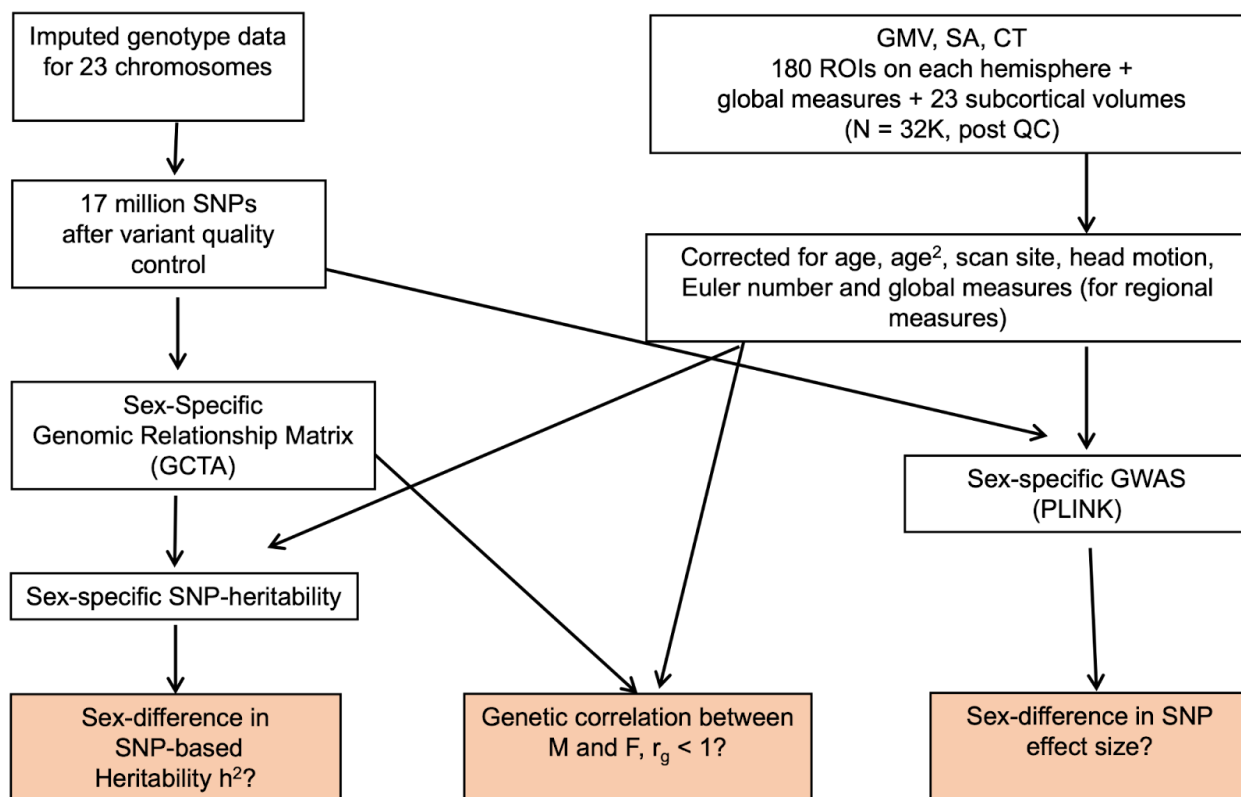 Imputed genotype data
for 23 chromosomes
GMV, SA, CT
180 ROIs on each hemisphere +
global measures + 23 subcortical volumes
(N = 32K, post QC)
17 million SNPs
after variant quality
control
Corrected for age, age², scan site, head motion,
Euler number and global measures (for regional
measures)
Sex-Specific
Genomic Relationship Matrix
(GCTA)
Sex-specific GWAS
(PLINK)
Sex-specific SNP-heritability
Sex-difference in
SNP-based
Heritability h²?
Genetic correlation between
M and F, r_g < 1?
Sex-difference in SNP
effect size?